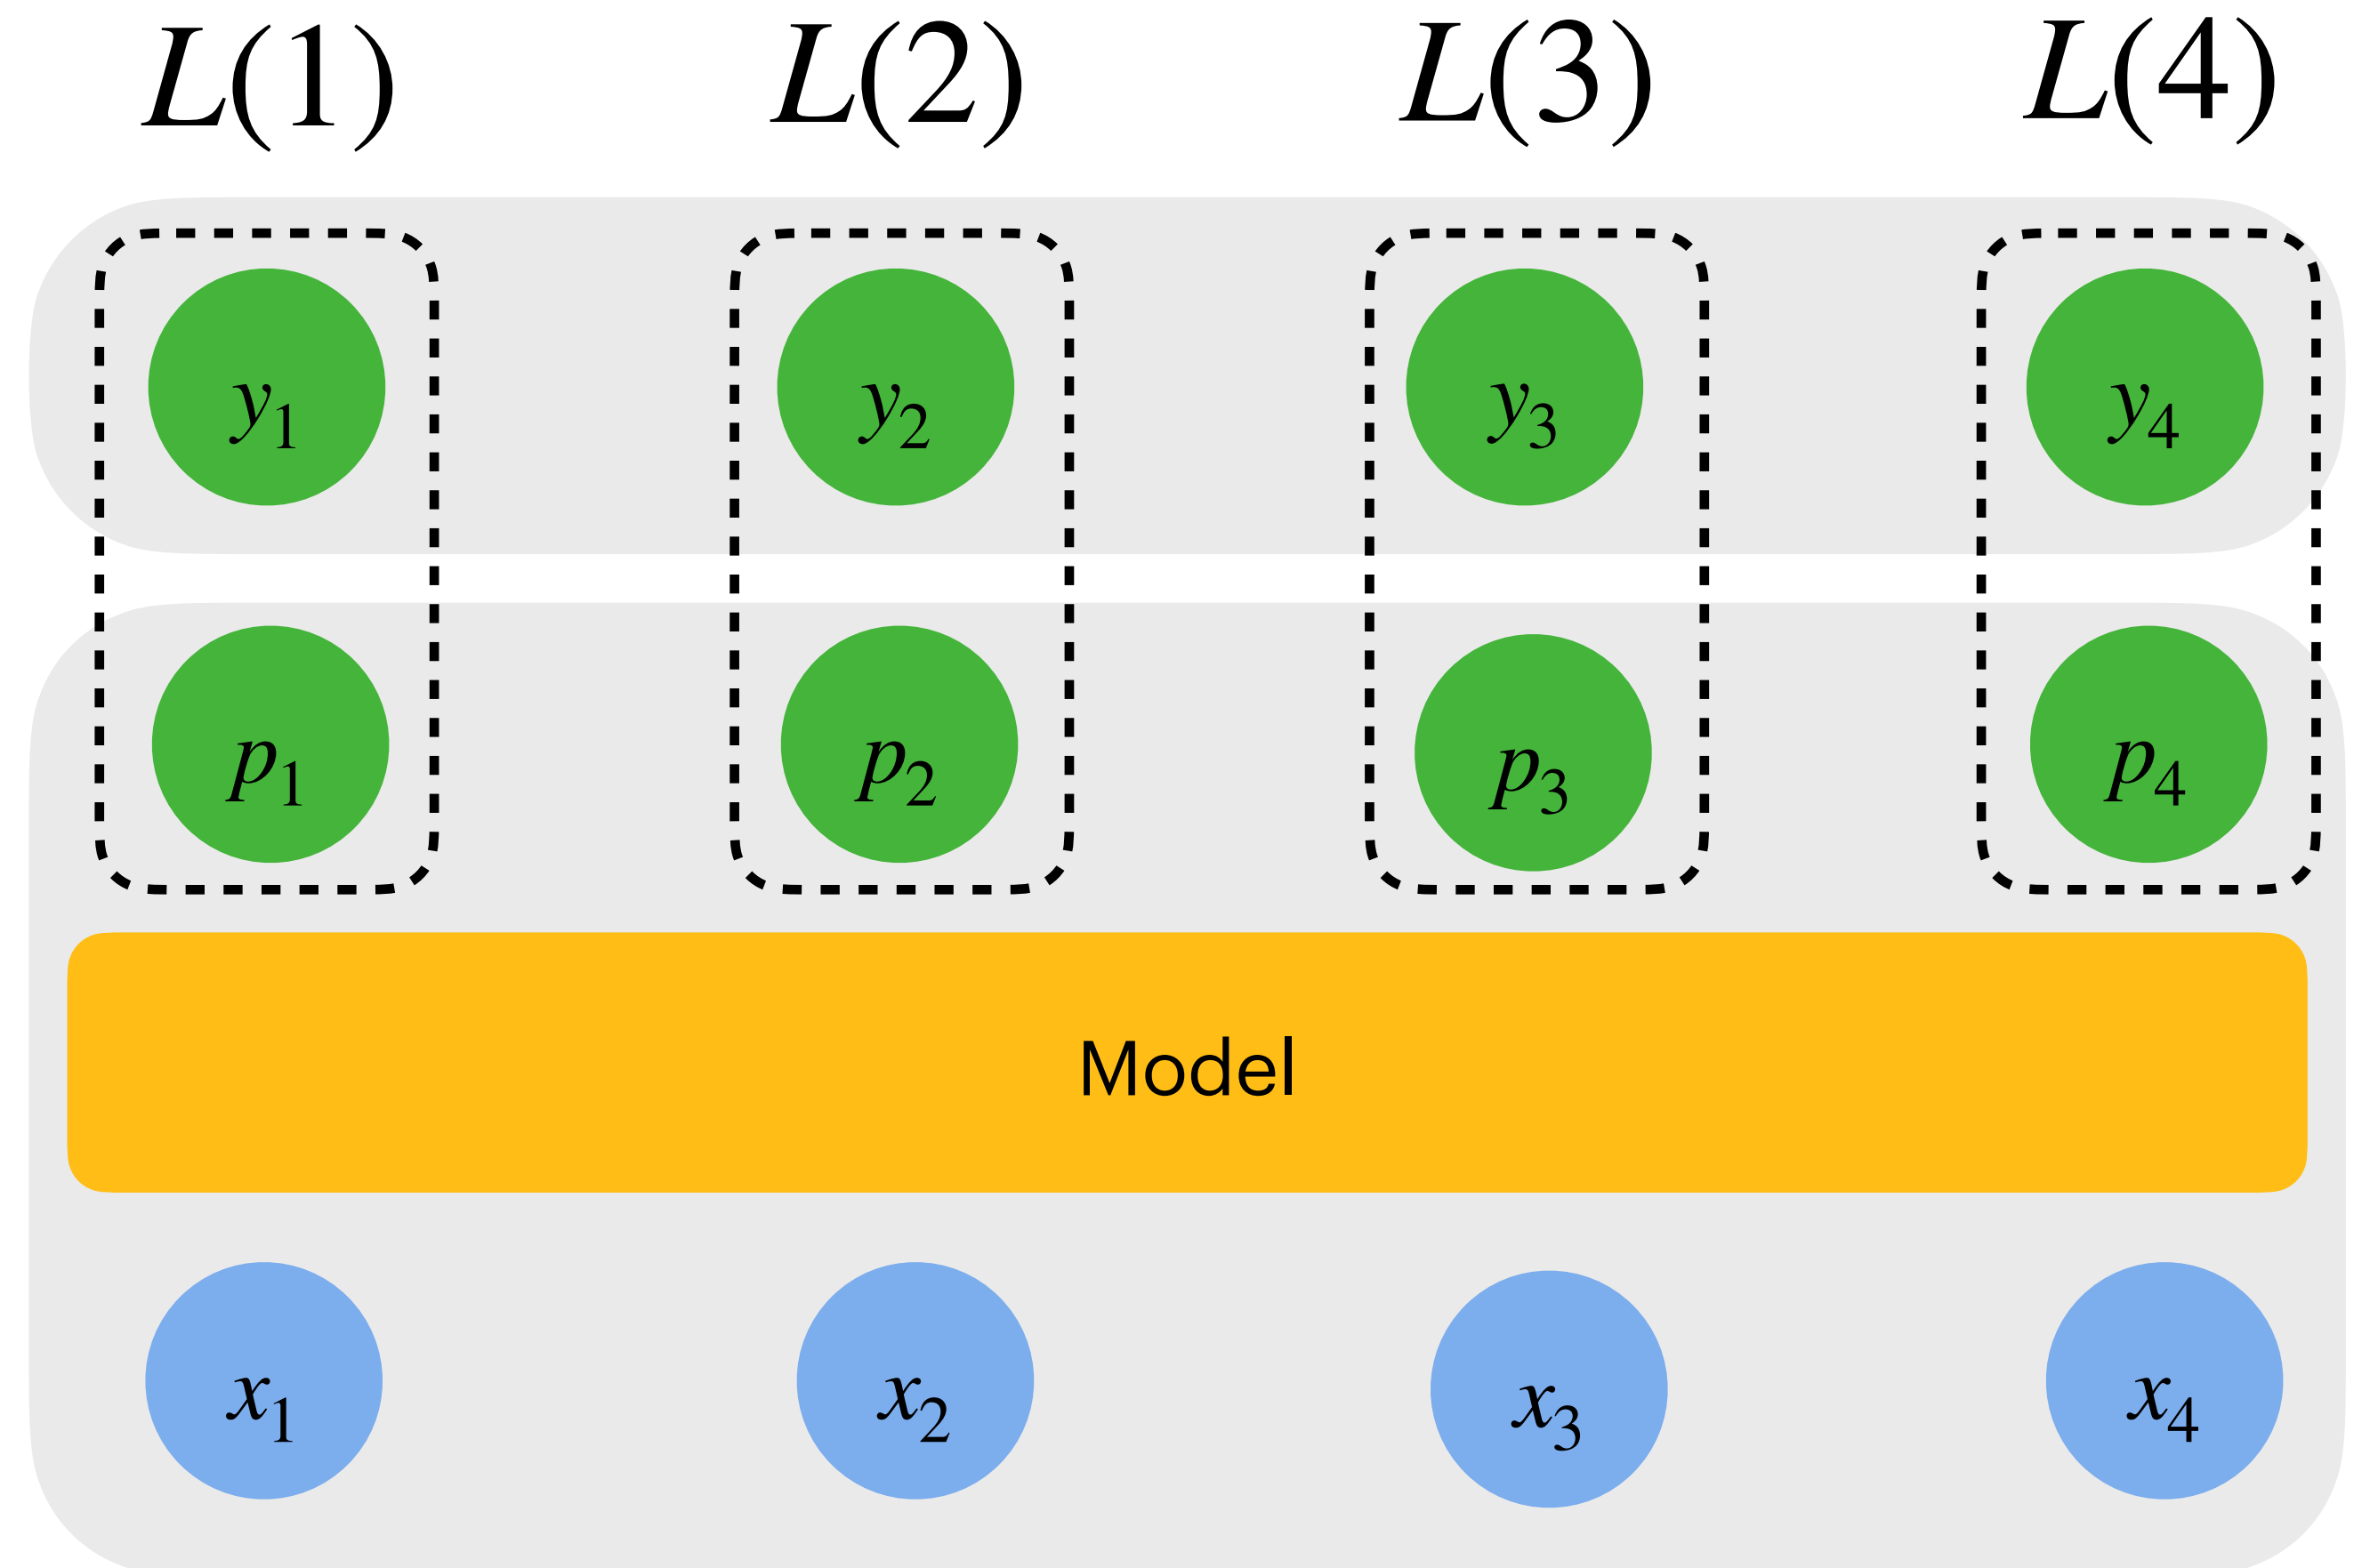 L(1) L(2) L(3) L(4)
y₁ y₂ y₃ y₄
p₁ p₂ p₃ p₄
Model
x₁ x₂ x₃ x₄